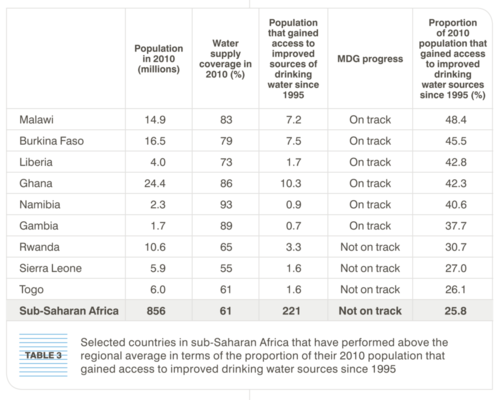 Population in 2010 (millions)
Water supply coverage in 2010 (%)
Population that gained access to improved sources of drinking water since 1995
MDG progress
Proportion of 2010 population that gained access to improved drinking water sources since 1995 (%)
Malawi 14.9 83 7.2 On track 48.4
Burkina Faso 16.5 79 7.5 On track 45.5
Liberia 4.0 73 1.7 On track 42.8
Ghana 24.4 86 10.3 On track 42.3
Namibia 2.3 93 0.9 On track 40.6
Gambia 1.7 89 0.7 On track 37.7
Rwanda 10.6 65 3.3 Not on track 30.7
Sierra Leone 5.9 55 1.6 Not on track 27.0
Togo 6.0 61 1.6 Not on track 26.1
Sub-Saharan Africa 856 61 221 Not on track 25.8
TABLE 3
Selected countries in sub-Saharan Africa that have performed above the
regional average in terms of the proportion of their 2010 population that
gained access to improved drinking water sources since 1995